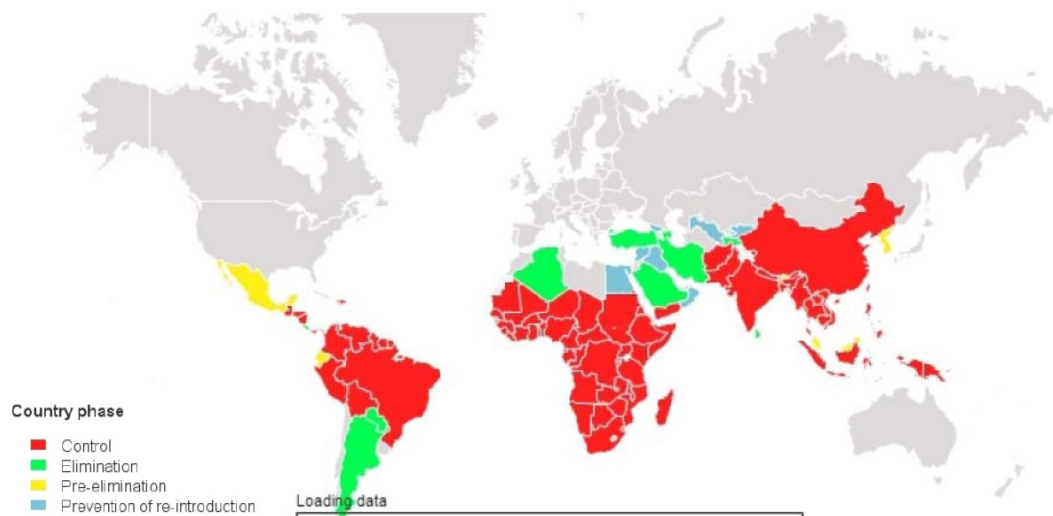 Country phase
Control
Elimination
Pre-elimination
Prevention of re-introduction
Loading data